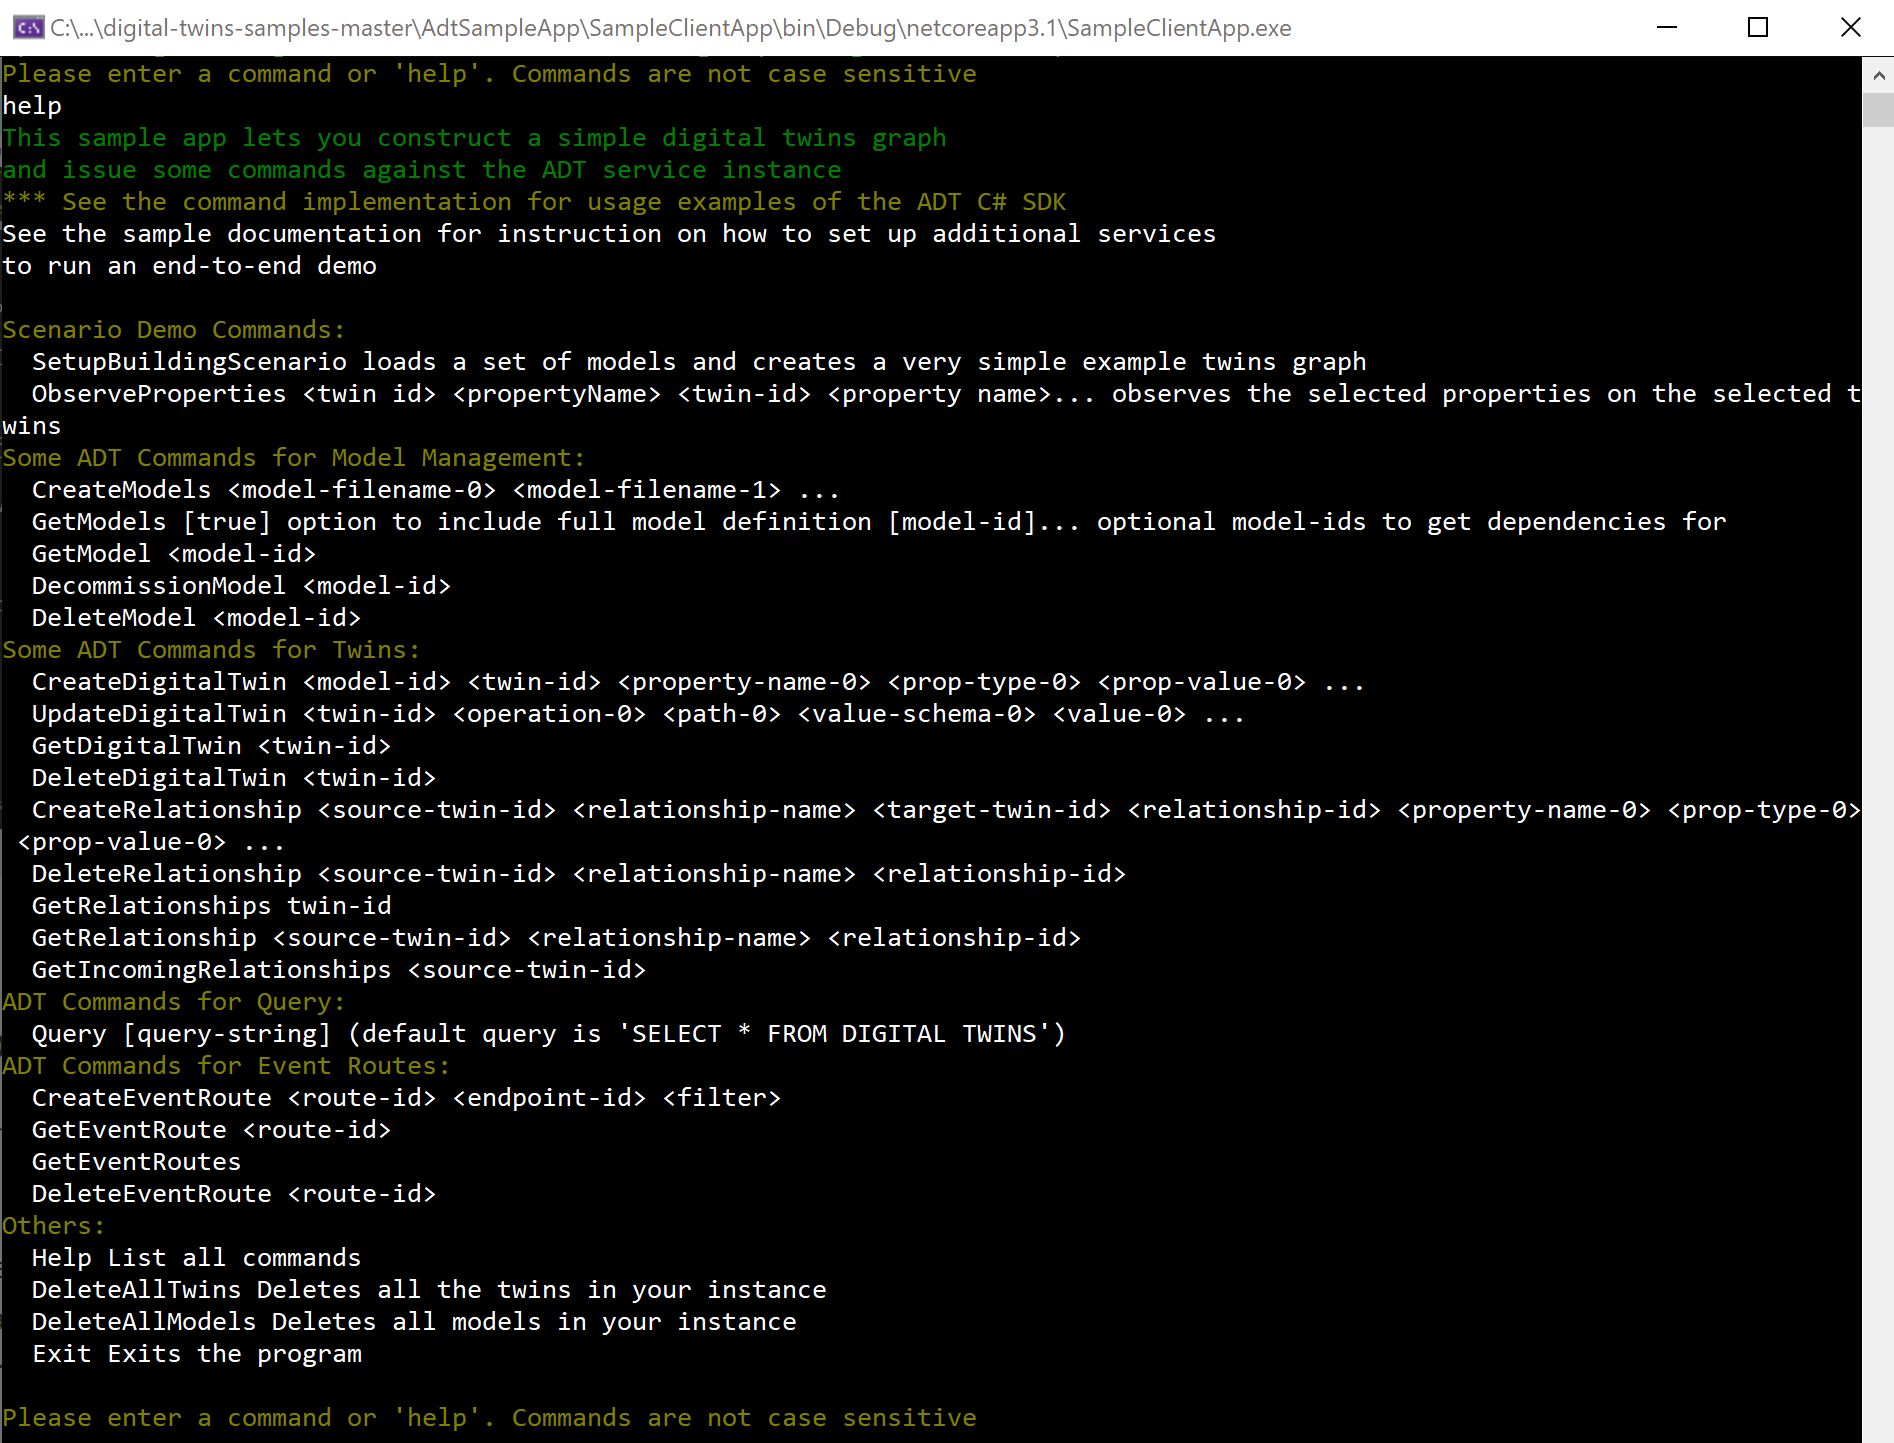 C:\...\digital-twins-samples-master\AdtSampleApp\SampleClientApp\bin\Debug\netcoreapp3.1\SampleClientApp.exe
Please enter a command or 'help'. Commands are not case sensitive
help
This sample app lets you construct a simple digital twins graph
and issue some commands against the ADT service instance
*** See the command implementation for usage examples of the ADT C# SDK
See the sample documentation for instruction on how to set up additional services
to run an end-to-end demo
Scenario Demo Commands:
SetupBuildingScenario loads a set of models and creates a very simple example twins graph
ObserveProperties <twin id> <propertyName> <twin-id> <property name>... observes the selected properties on the selected t
wins
Some ADT Commands for Model Management:
CreateModels <model-filename-0> <model-filename-1> ...
GetModels [true] option to include full model definition [model-id]... optional model-ids to get dependencies for
GetModel <model-id>
DecommissionModel <model-id>
DeleteModel <model-id>
Some ADT Commands for Twins:
CreateDigitalTwin <model-id> <twin-id> <property-name-0> <prop-type-0> <prop-value-0> ...
UpdateDigitalTwin <twin-id> <operation-0> <path-0> <value-schema-0> <value-0> ...
GetDigitalTwin <twin-id>
DeleteDigitalTwin <twin-id>
CreateRelationship <source-twin-id> <relationship-name> <target-twin-id> <relationship-id> <property-name-0> <prop-type-0>
<prop-value-0> ...
DeleteRelationship <source-twin-id> <relationship-name> <relationship-id>
GetRelationships twin-id
GetRelationship <source-twin-id> <relationship-name> <relationship-id>
GetIncomingRelationships <source-twin-id>
ADT Commands for Query:
Query [query-string] (default query is 'SELECT * FROM DIGITAL TWINS')
ADT Commands for Event Routes:
CreateEventRoute <route-id> <endpoint-id> <filter>
GetEventRoute <route-id>
GetEventRoutes
DeleteEventRoute <route-id>
Others:
Help List all commands
DeleteAllTwins Deletes all the twins in your instance
DeleteAllModels Deletes all models in your instance
Exit Exits the program
Please enter a command or 'help'. Commands are not case sensitive